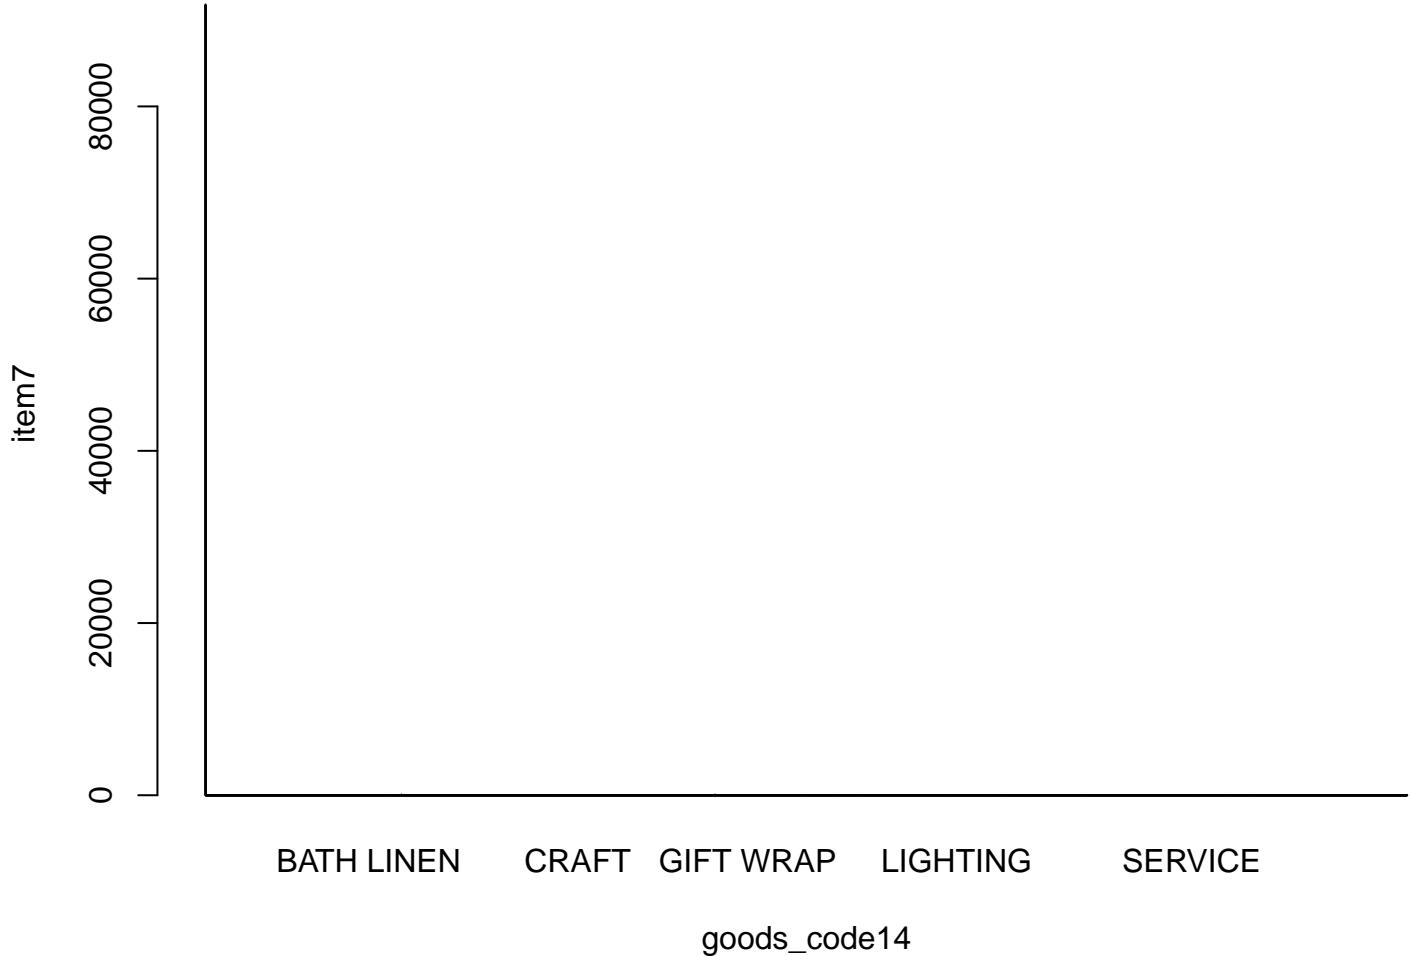 80000
60000
40000
20000
0
item7
BATH LINEN CRAFT GIFT WRAP LIGHTING SERVICE
goods_code14